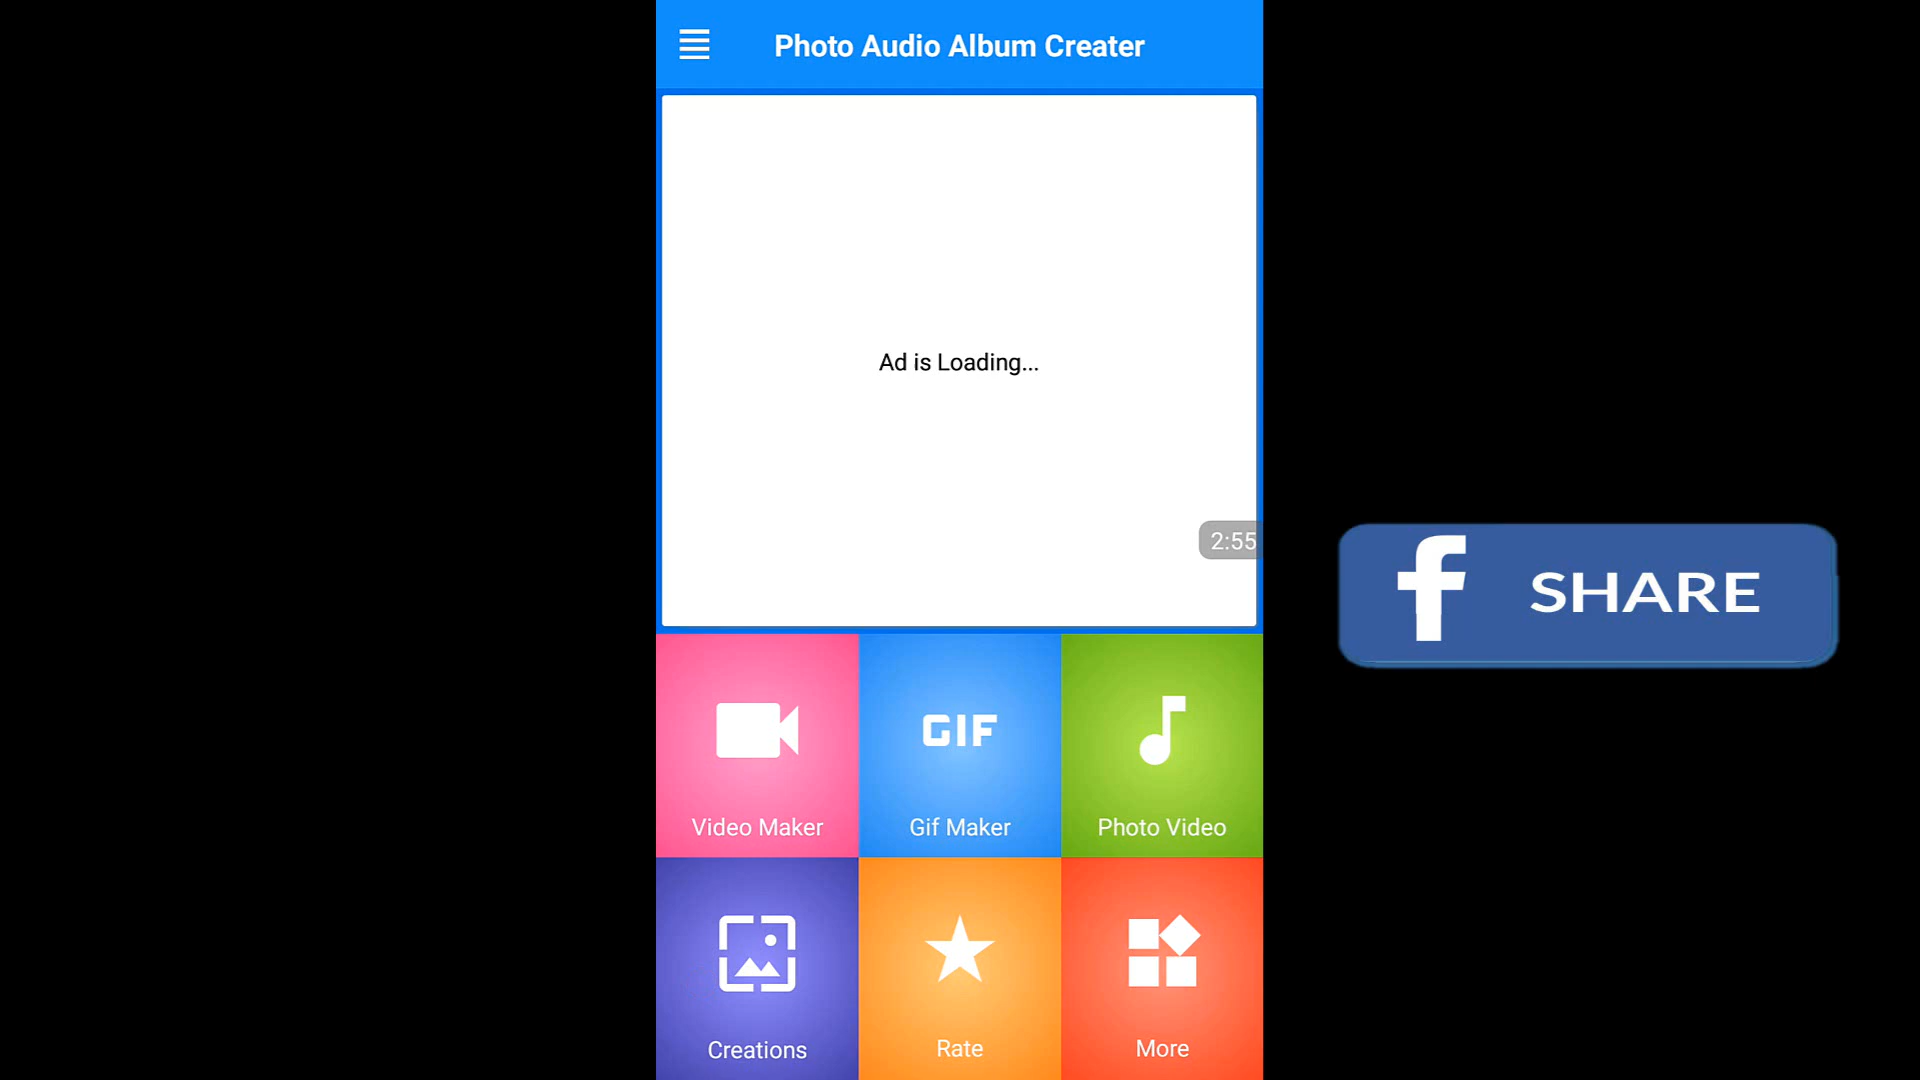 Photo Audio Album Creater
Ad is Loading...
2:55
f SHARE
GIF
Video Maker
Gif Maker
Photo Video
Creations
Rate
More